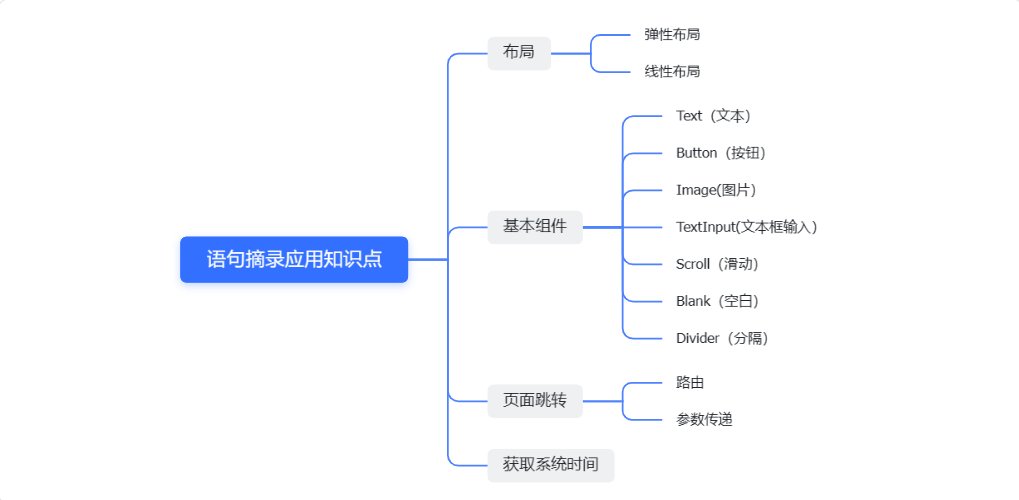 语句摘录应用知识点
布局
弹性布局
线性布局
基本组件
Text（文本）
Button（按钮）
Image(图片）
TextInput(文本框输入）
Scroll（滑动）
Blank（空白）
Divider（分隔）
页面跳转
路由
参数传递
获取系统时间